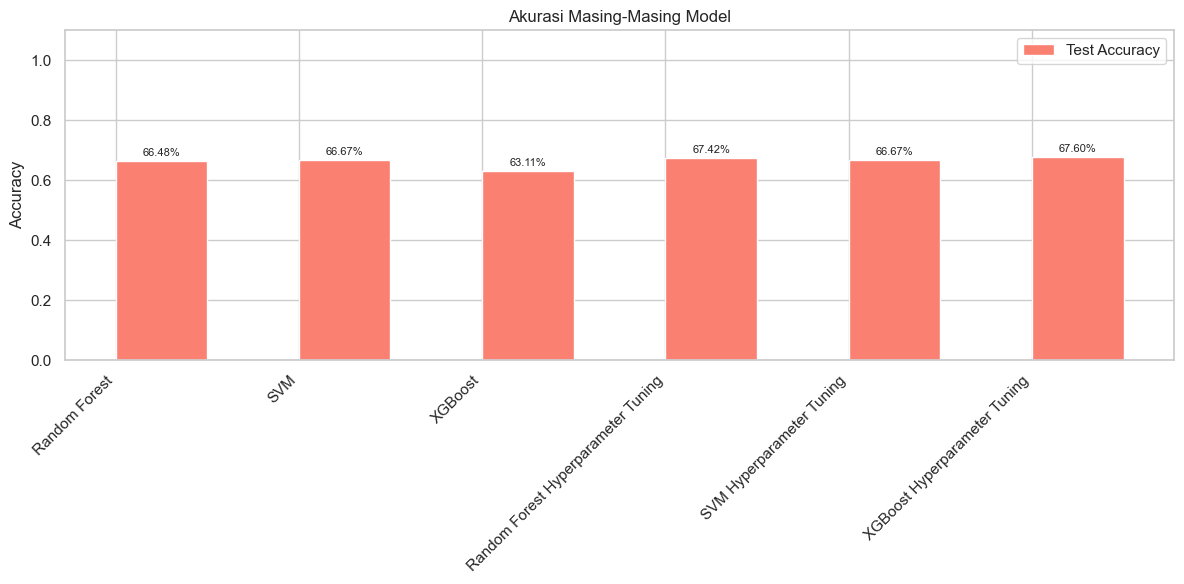 Akurasi Masing-Masing Model
Test Accuracy
Accuracy
1.0
0.8
0.6
0.4
0.2
0.0
66.48%
66.67%
63.11%
67.42%
66.67%
67.60%
Random Forest
SVM
XGBoost
Random Forest Hyperparameter Tuning
SVM Hyperparameter Tuning
XGBoost Hyperparameter Tuning